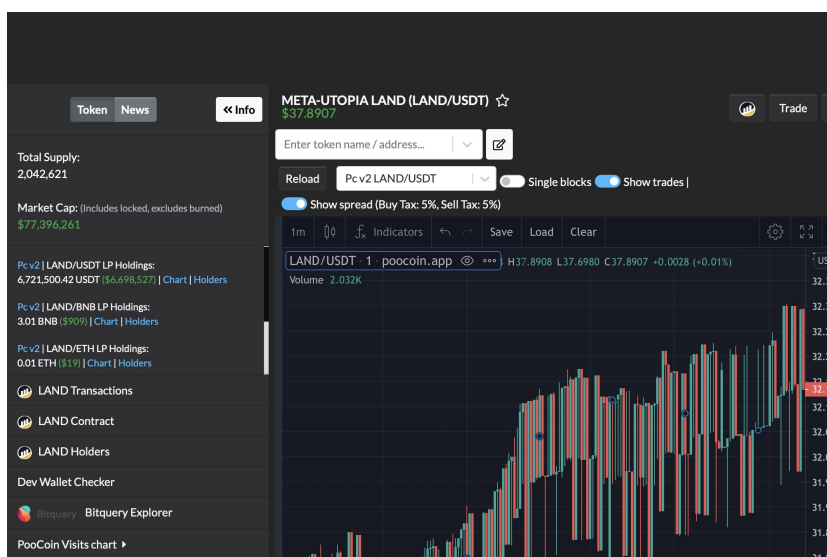 Token News
<< Info
Total Supply:
2,042,621
Market Cap: (Includes locked, excludes burned)
$77,396,261
Pc v2 | LAND/USDT LP Holdings:
6,721,500.42 USDT ($6,698,527) | Chart | Holders
Pc v2 | LAND/BNB LP Holdings:
3.01 BNB ($909) | Chart | Holders
Pc v2 | LAND/ETH LP Holdings:
0.01 ETH ($19) | Chart | Holders
LAND Transactions
LAND Contract
LAND Holders
Dev Wallet Checker
Bitquery Bitquery Explorer
PooCoin Visits chart
META-UTOPIA LAND (LAND/USDT)
$37.8907
Trade
Enter token name / address...
Reload Pc v2 LAND/USDT Single blocks Show trades |
Show spread (Buy Tax: 5%, Sell Tax: 5%)
1m Indicators Save Load Clear
LAND/USDT · 1 · poocoin.app H37.8908 L37.6980 C37.8907 +0.0028 (+0.01%)
Volume 2.032K